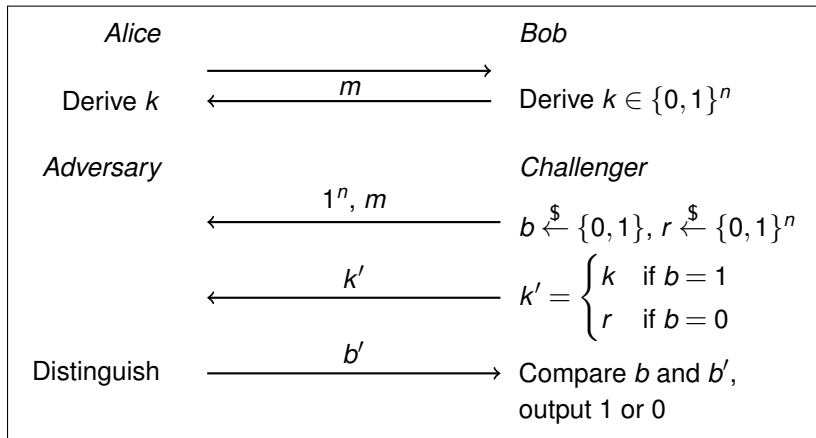 Alice Bob
m
Derive k Derive k ∈ {0, 1}ⁿ
Adversary Challenger
1ⁿ, m
b $← {0, 1}, r $← {0, 1}ⁿ
k′
k′ = { k if b = 1
r if b = 0
b′
Distinguish Compare b and b′,
output 1 or 0